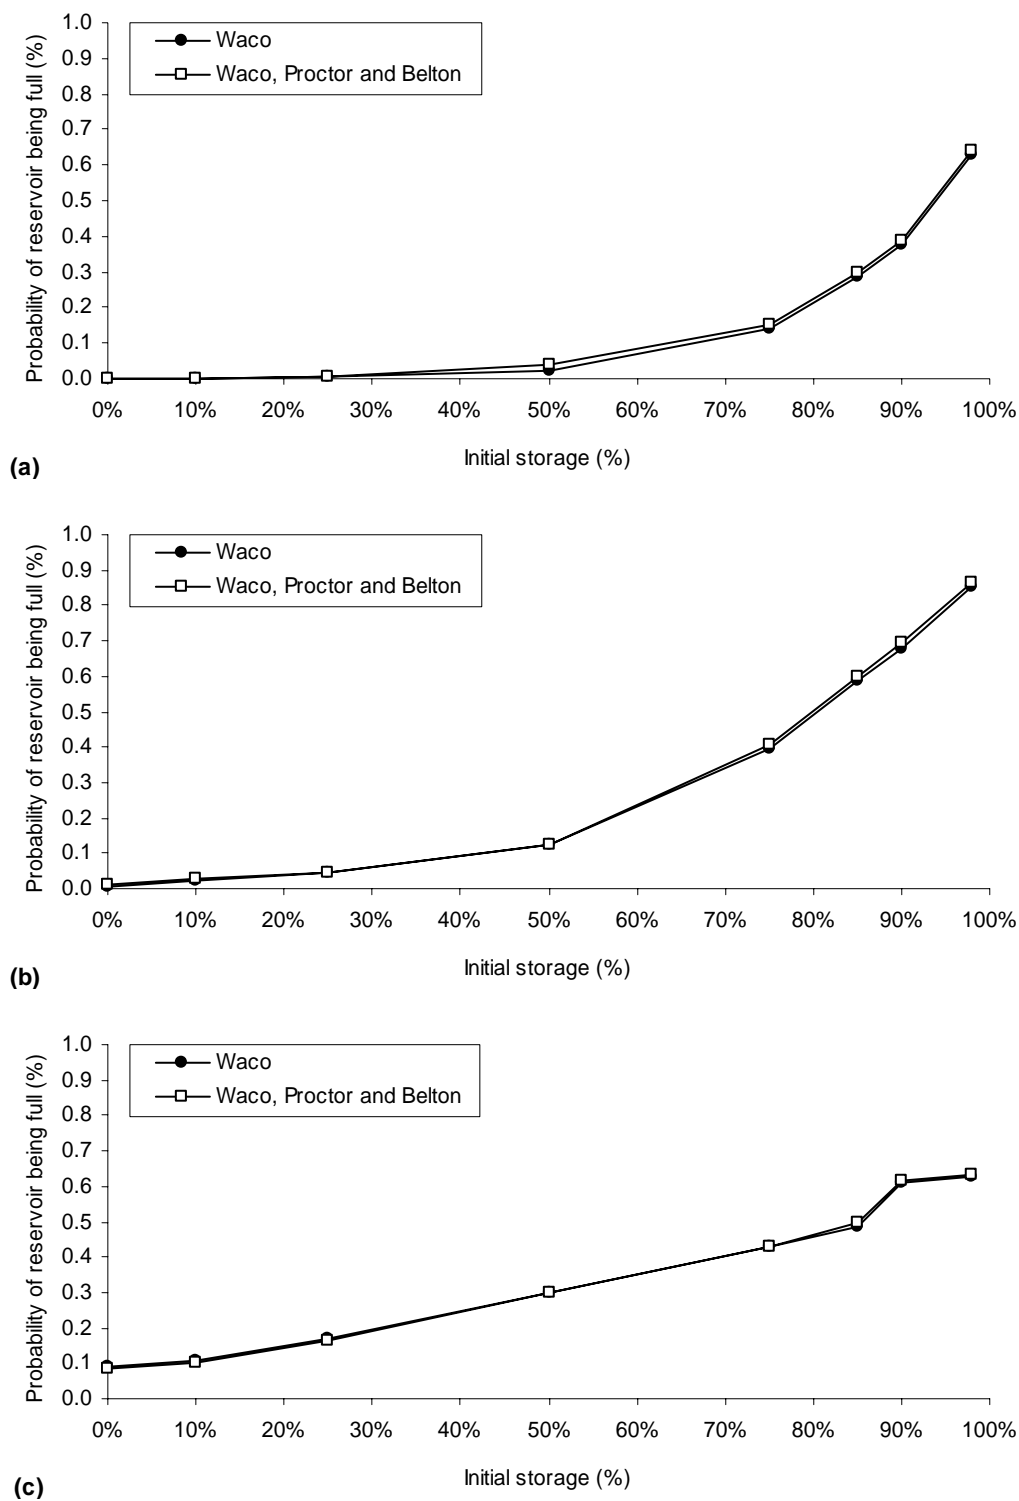 Probability of reservoir being full (%)
1.0
0.9
0.8
0.7
0.6
0.5
0.4
0.3
0.2
0.1
0.0
Waco
Waco, Proctor and Belton
0% 10% 20% 30% 40% 50% 60% 70% 80% 90% 100%
Initial storage (%)
(a)
Probability of reservoir being full (%)
1.0
0.9
0.8
0.7
0.6
0.5
0.4
0.3
0.2
0.1
0.0
Waco
Waco, Proctor and Belton
0% 10% 20% 30% 40% 50% 60% 70% 80% 90% 100%
Initial storage (%)
(b)
Probability of reservoir being full (%)
1.0
0.9
0.8
0.7
0.6
0.5
0.4
0.3
0.2
0.1
0.0
Waco
Waco, Proctor and Belton
0% 10% 20% 30% 40% 50% 60% 70% 80% 90% 100%
Initial storage (%)
(c)